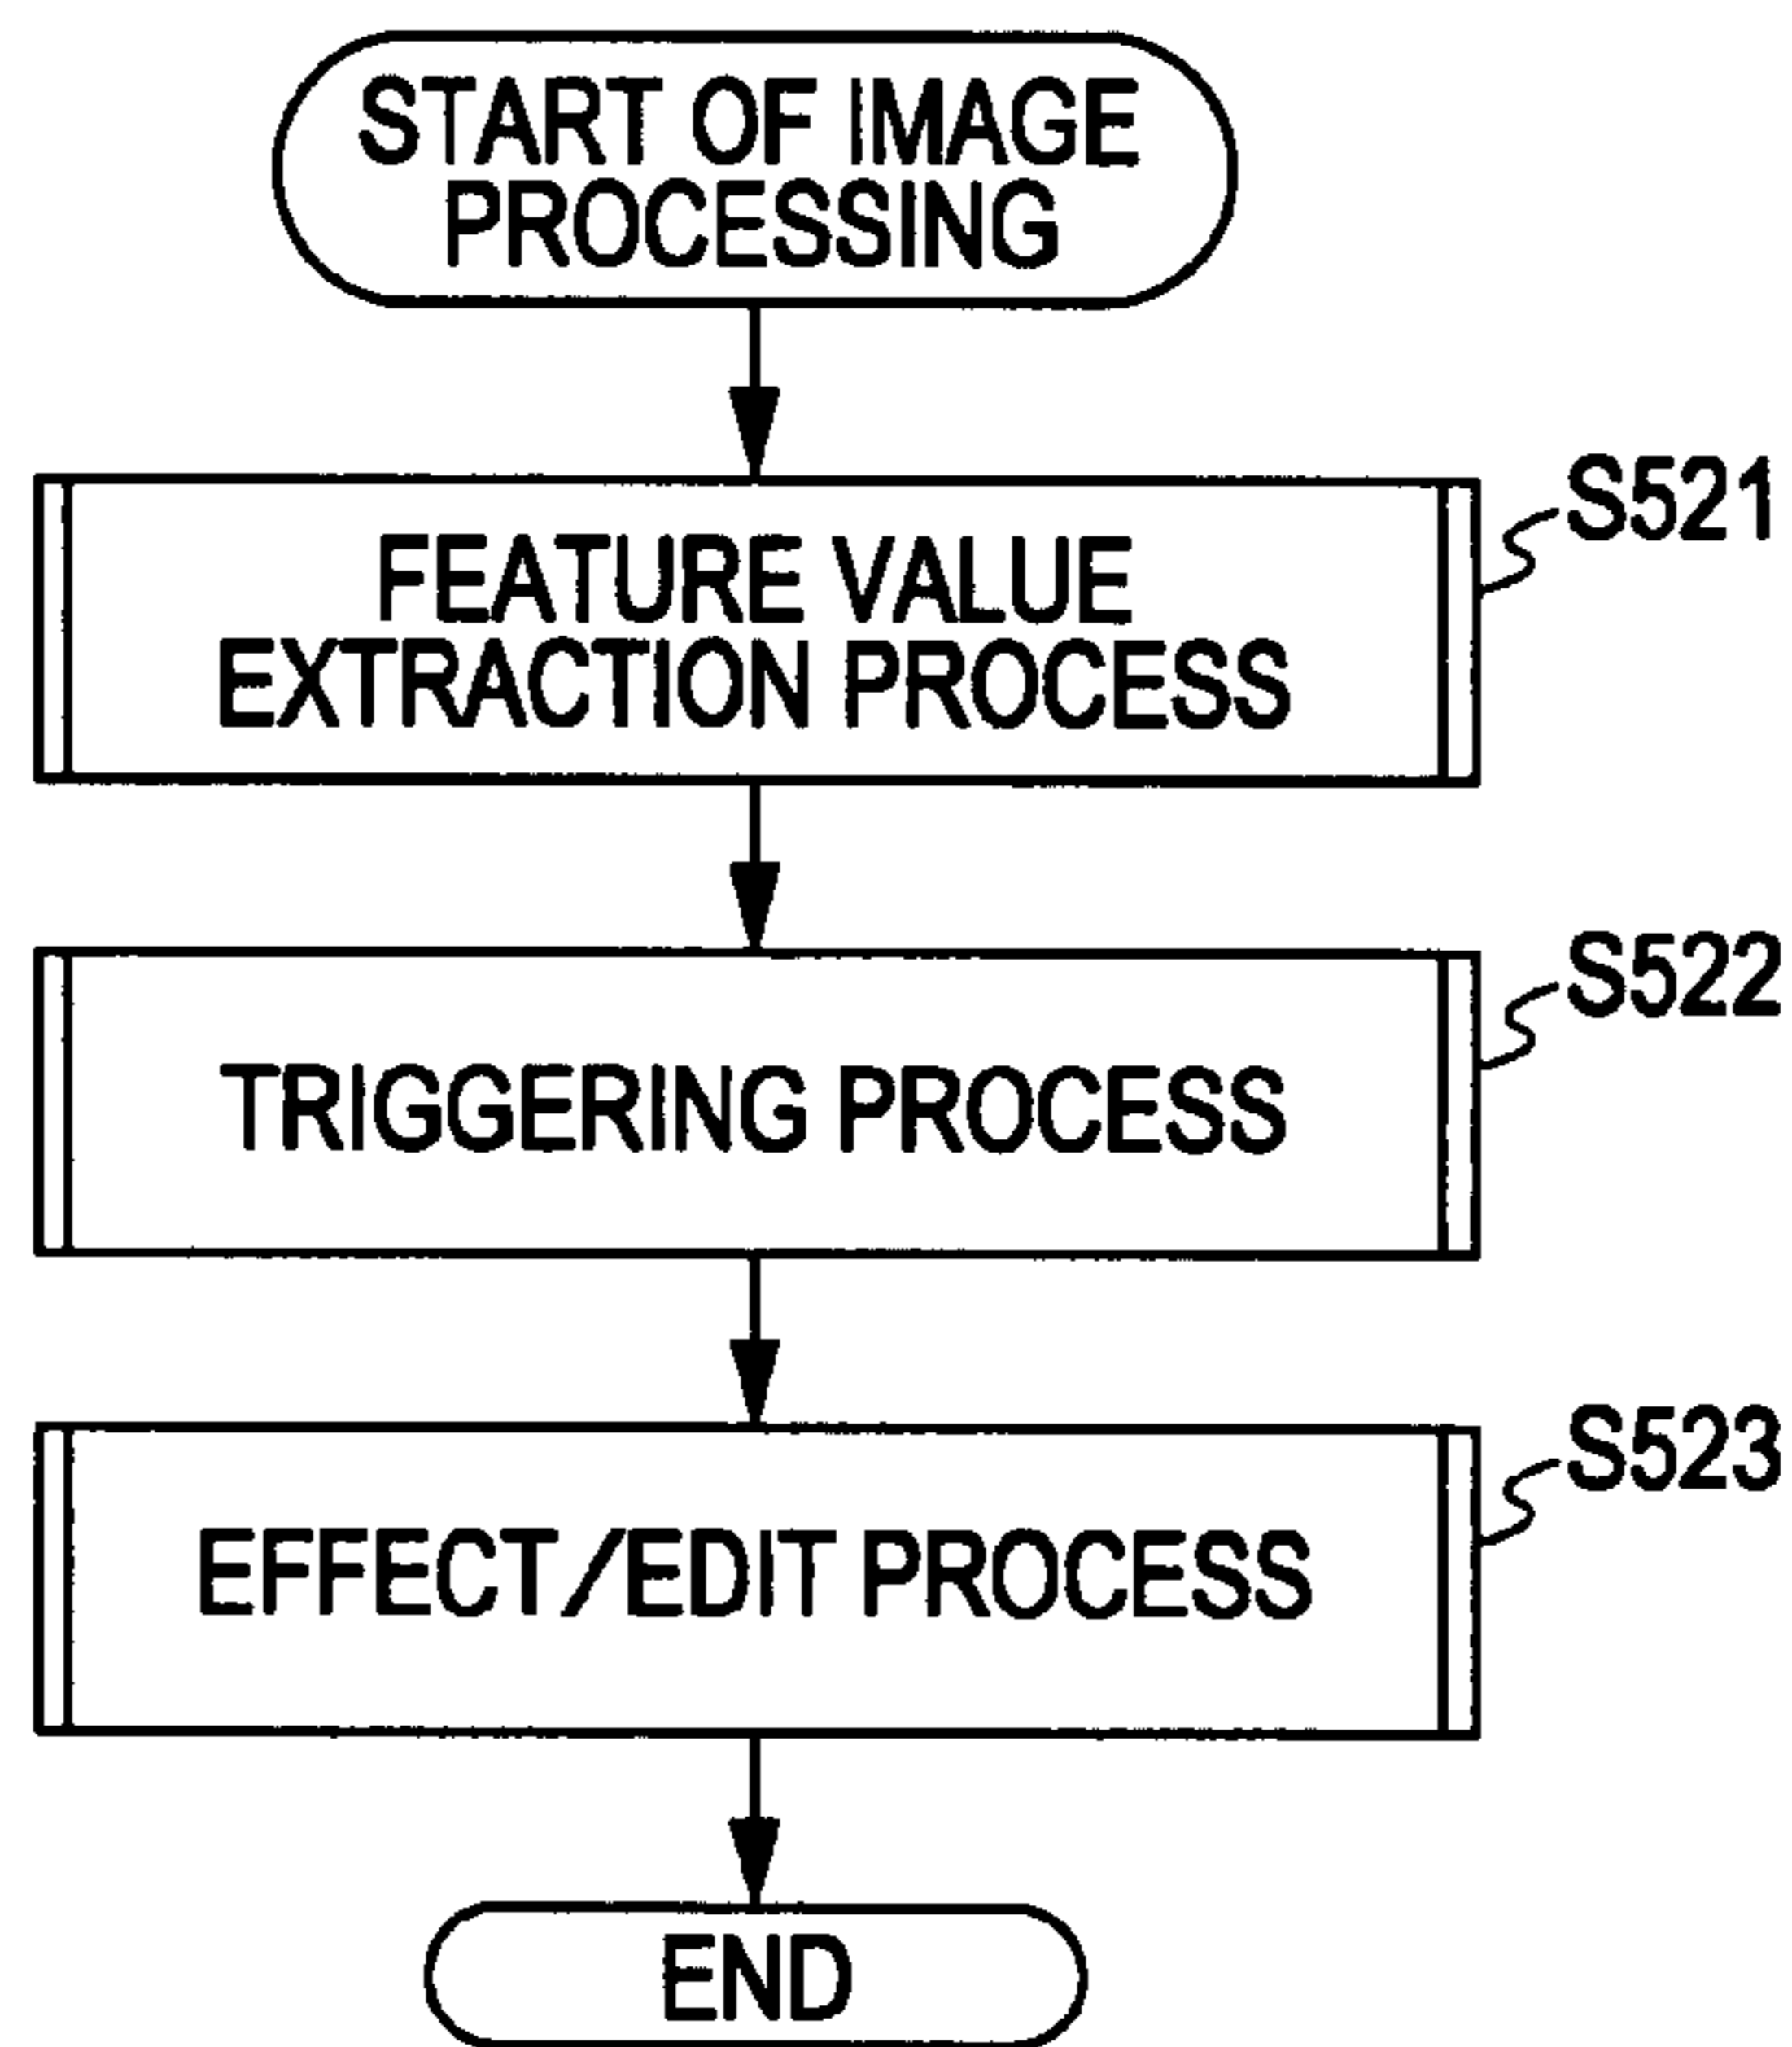 START OF IMAGE
PROCESSING
S521
FEATURE VALUE
EXTRACTION PROCESS
S522
TRIGGERING PROCESS
S523
EFFECT/EDIT PROCESS
END